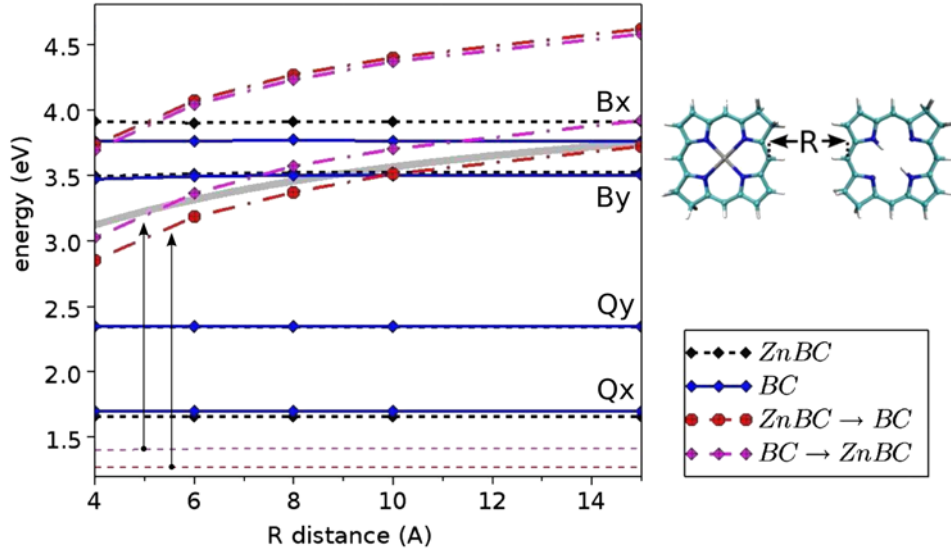 4.5
4.0
3.5
3.0
2.5
2.0
1.5
energy (eV)
4
6
8
10
12
14
R distance (A)
Bx
By
Qy
Qx
R
ZnBC
BC
ZnBC → BC
BC → ZnBC